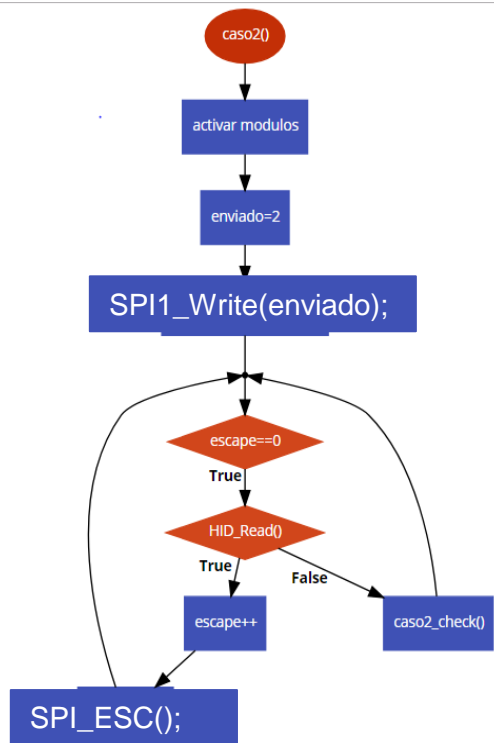 caso2()
activar modulos
enviado=2
SPI1_Write(enviado);
escape==0
True
HID_Read()
True
False
escape++
caso2_check()
SPI_ESC();